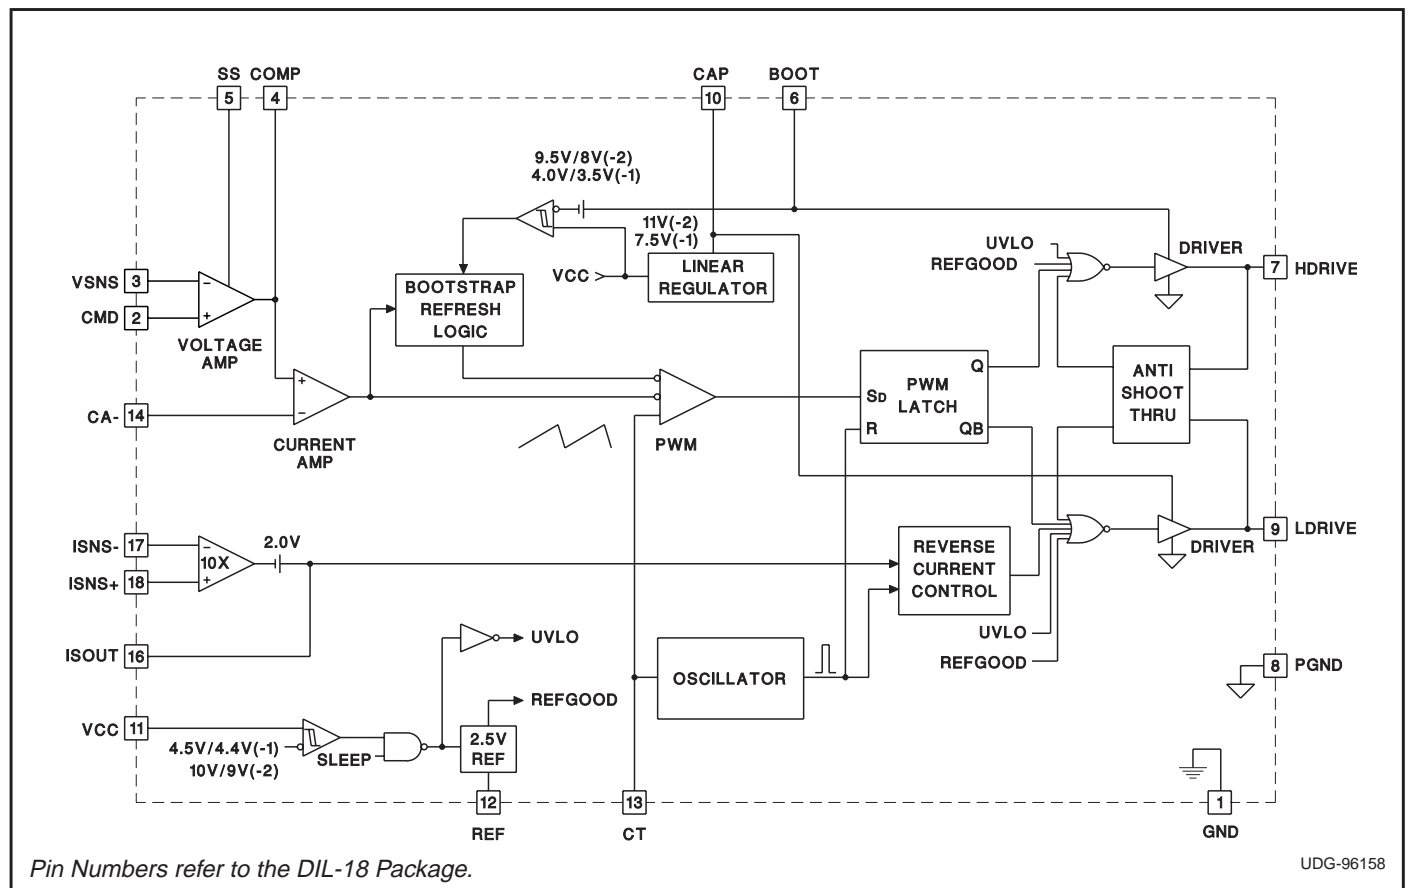 SS COMP CAP BOOT
5 4 10 6
9.5V/8V(-2)
4.0V/3.5V(-1)
11V(-2)
7.5V(-1)
UVLO
REFGOOD
DRIVER
7 HDRIVE
VSNS 3
CMD 2
VOLTAGE
AMP
BOOTSTRAP
REFRESH
LOGIC
VCC
LINEAR
REGULATOR
CA- 14
CURRENT
AMP
PWM
SD
R
PWM
LATCH
Q
QB
ANTI
SHOOT
THRU
ISNS- 17
ISNS+ 18
10X
2.0V
REVERSE
CURRENT
CONTROL
DRIVER
9 LDRIVE
UVLO
REFGOOD
ISOUT 16
UVLO
REFGOOD
OSCILLATOR
8 PGND
VCC 11
4.5V/4.4V(-1)
10V/9V(-2)
SLEEP
2.5V
REF
12 13 1
REF CT GND
Pin Numbers refer to the DIL-18 Package.
UDG-96158